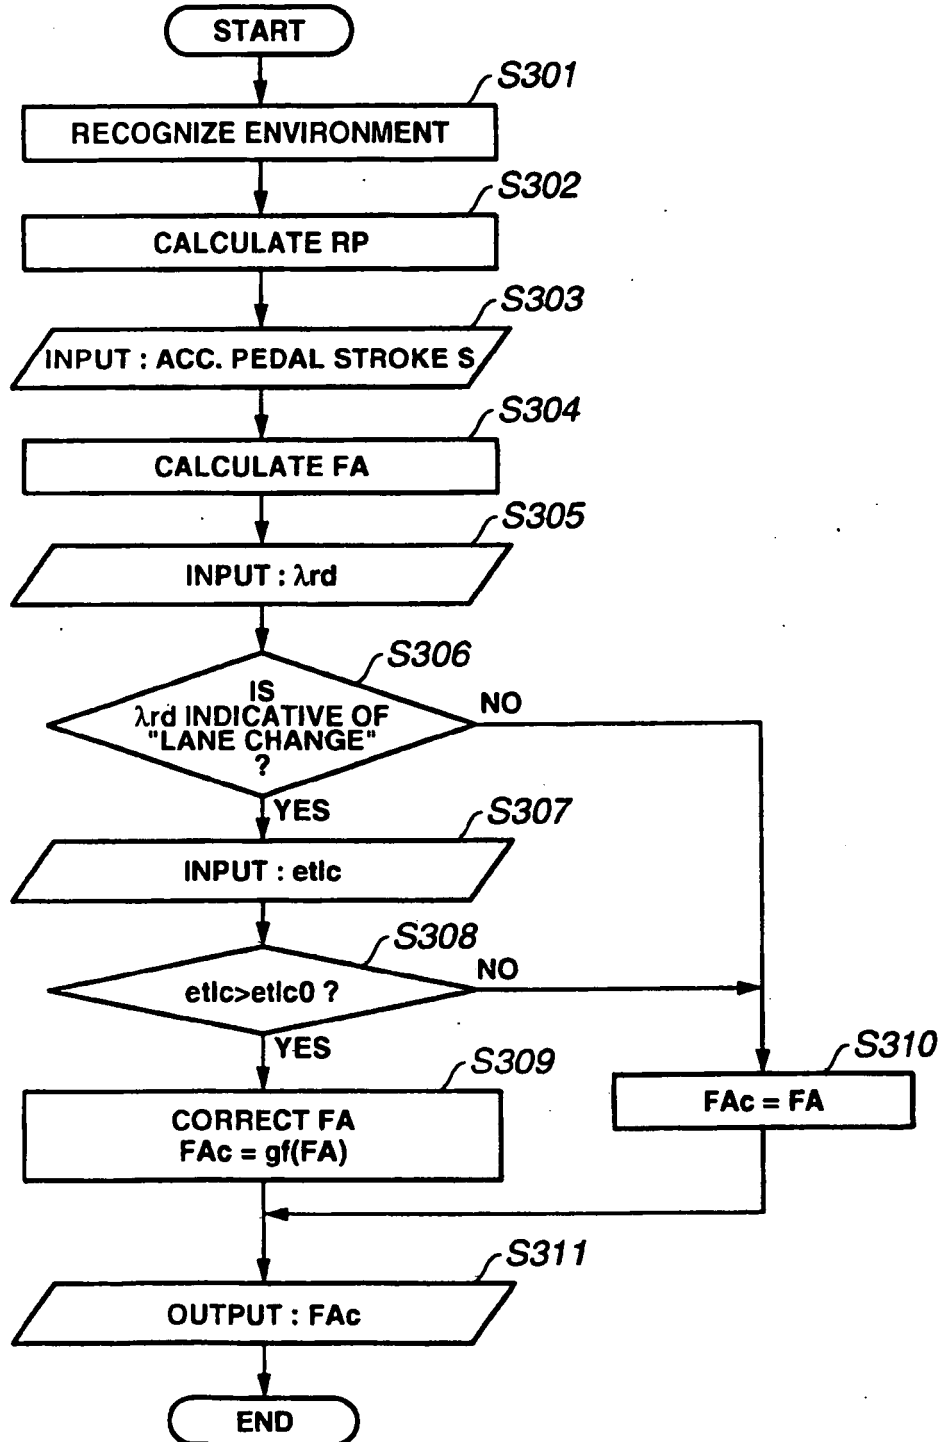 START
S301
RECOGNIZE ENVIRONMENT
S302
CALCULATE RP
S303
INPUT : ACC. PEDAL STROKE S
S304
CALCULATE FA
S305
INPUT : λrd
S306
IS
λrd INDICATIVE OF
"LANE CHANGE"
?
NO
YES
S307
INPUT : etlc
S308
etlc>etlc0 ?
NO
YES
S309
CORRECT FA
FAc = gf(FA)
S310
FAc = FA
S311
OUTPUT : FAc
END